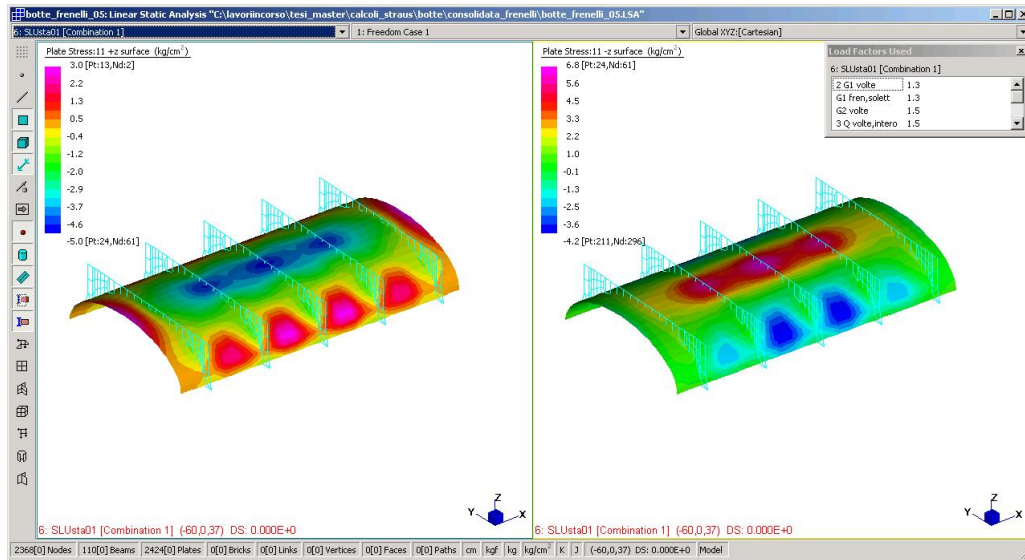 botte_frenelli_05: Linear Static Analysis "C:\lavoriincorso\tesi_master\calcoli_straus\botte\consolidata_frenelli\botte_frenelli_05.LSA"
6: SLUsta01 [Combination 1]
1: Freedom Case 1
Global XYZ:[Cartesian]
Plate Stress:11 +z surface (kg/cm²)
3.0 [Pt:13,Nd:2]
2.2
1.3
0.5
-0.4
-1.2
-2.0
-2.9
-3.7
-4.6
-5.0 [Pt:24,Nd:61]
Y
Z
X
6: SLUsta01 [Combination 1] (-60,0,37) DS: 0.000E+0
Plate Stress:11 -z surface (kg/cm²)
6.8 [Pt:24,Nd:61]
5.6
4.5
3.3
2.2
1.0
-0.1
-1.3
-2.5
-3.6
-4.2 [Pt:211,Nd:296]
Y
Z
X
6: SLUsta01 [Combination 1] (-60,0,37) DS: 0.000E+0
Load Factors Used
6: SLUsta01 [Combination 1]
2 G1 volte 1.3
G1 fren,solett 1.3
G2 volte 1.5
3 Q volte,intero 1.5
2368[0] Nodes 110[0] Beams 2424[0] Plates 0[0] Bricks 0[0] Links 0[0] Vertices 0[0] Faces 0[0] Paths cm kgf kg kg/cm² K J (-60,0,37) DS: 0.000E+0 Model